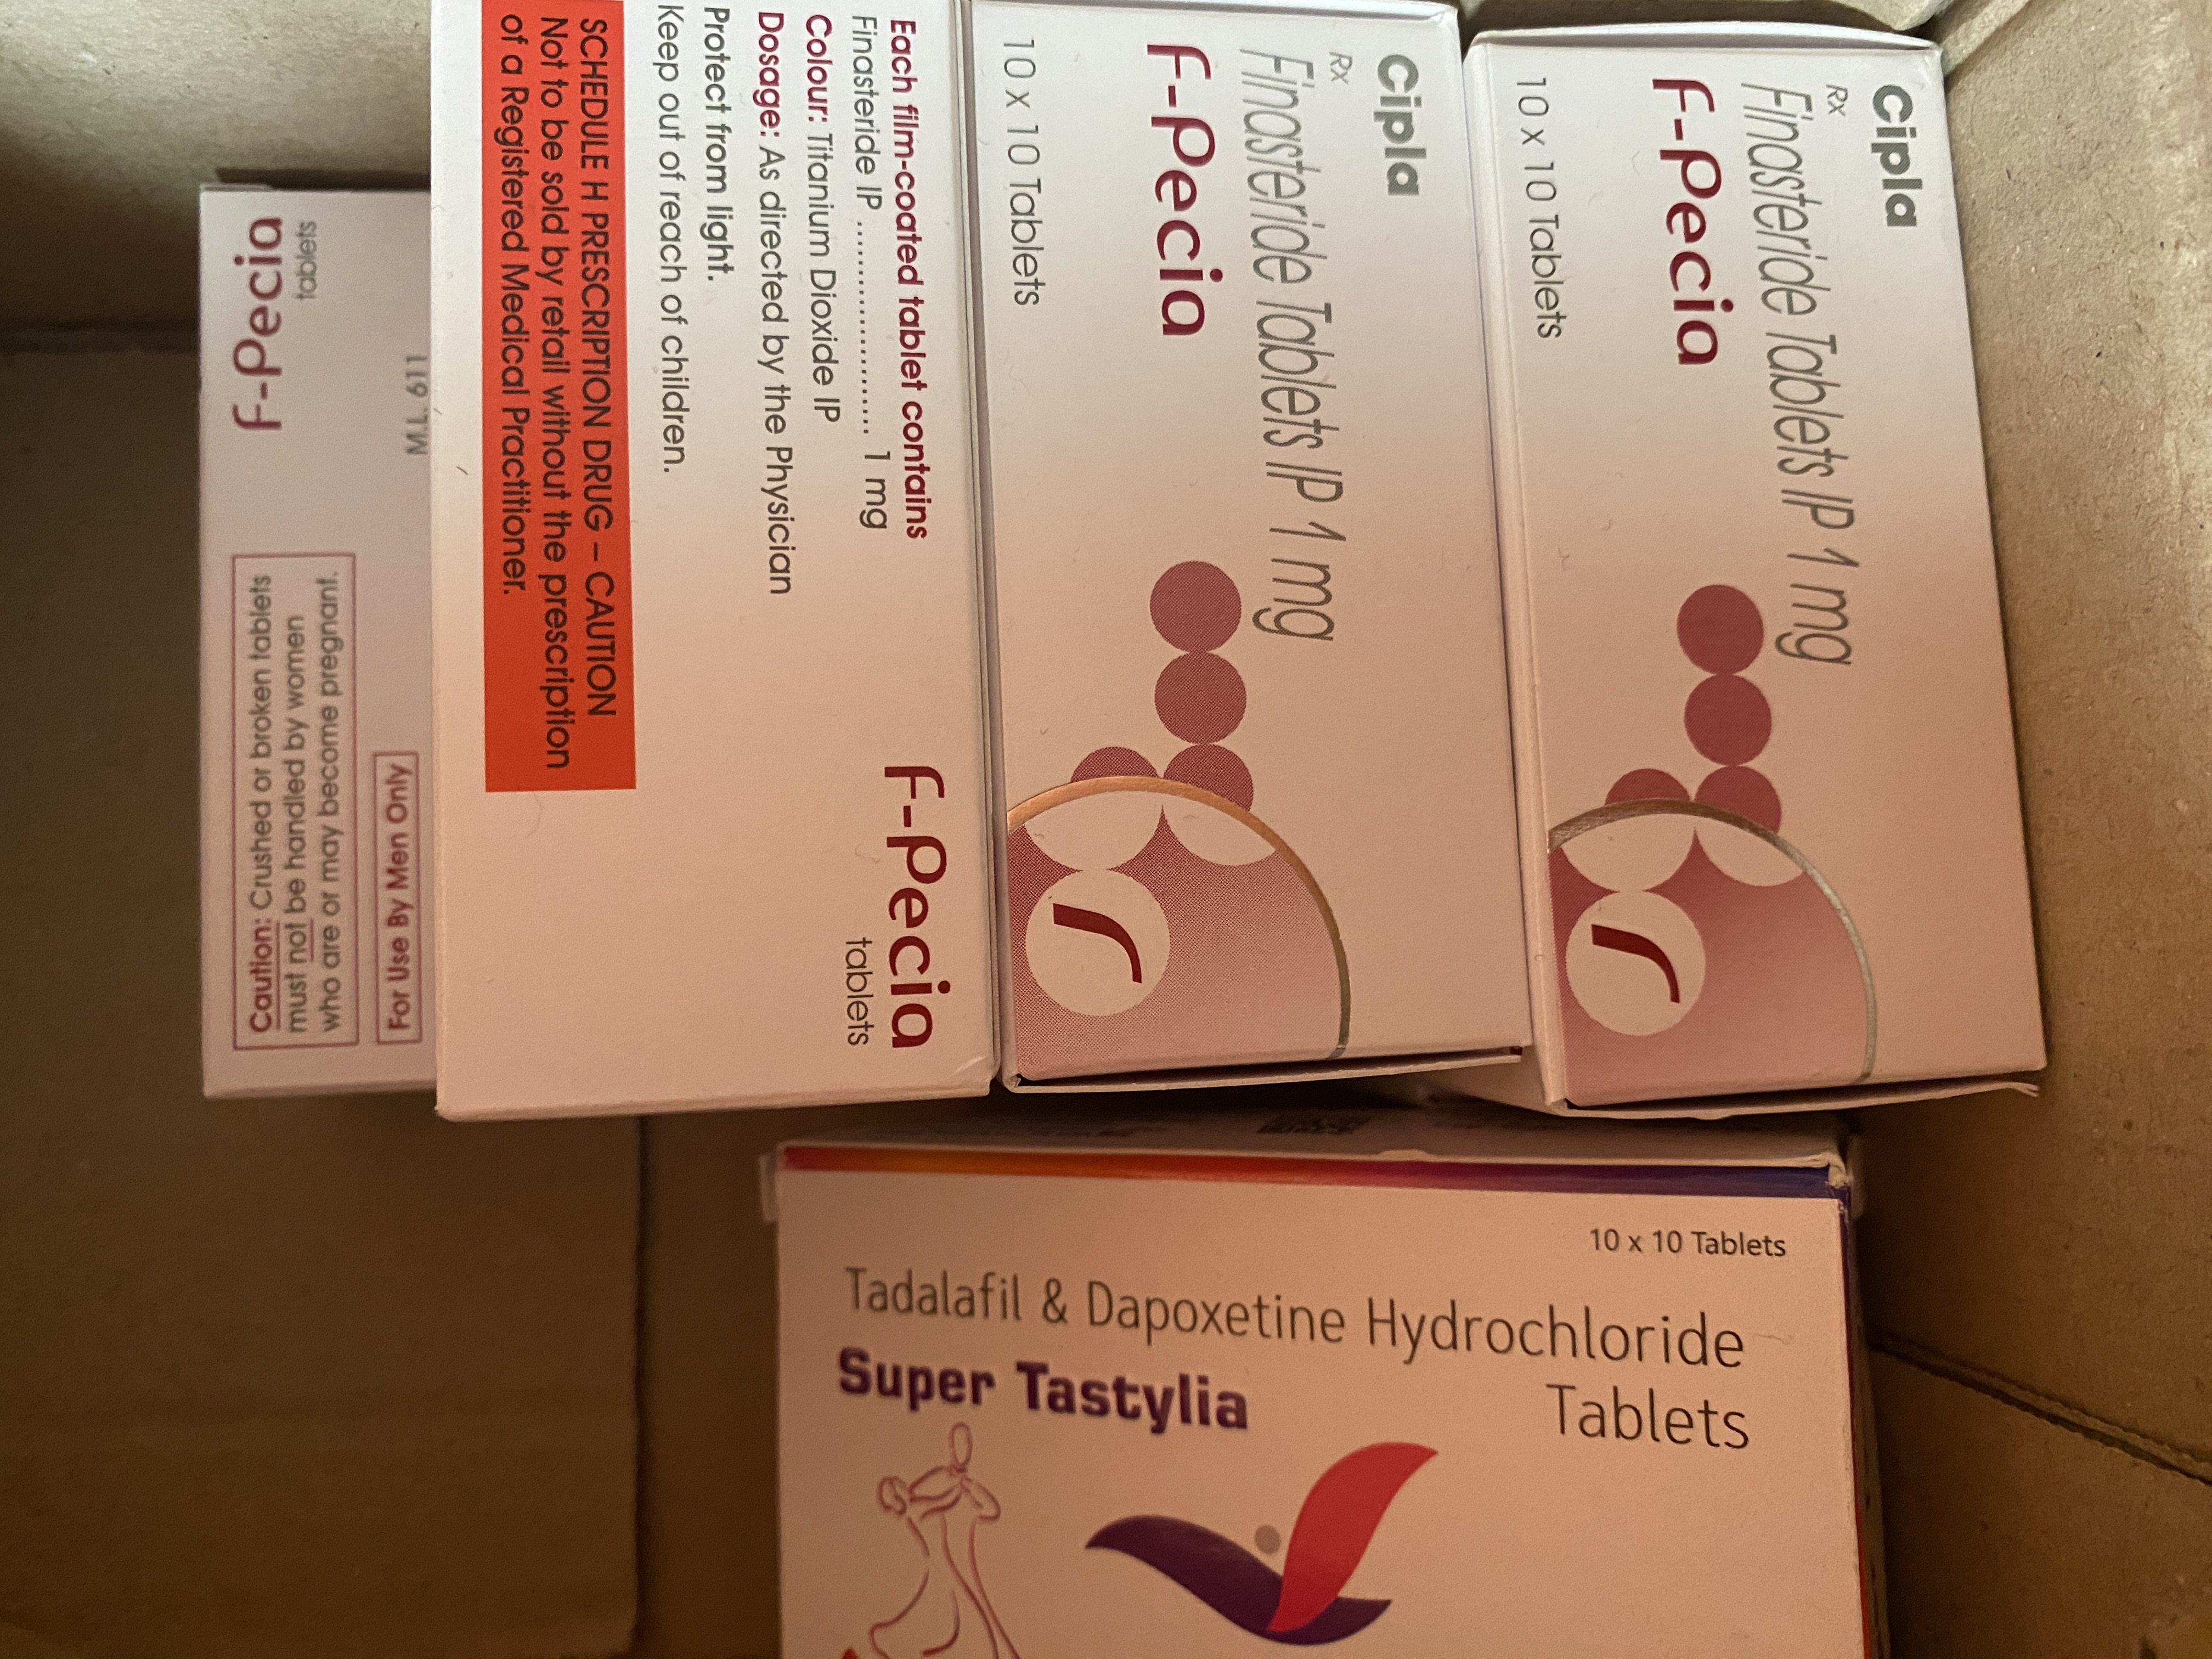 Cipla
Rx
Finasteride Tablets IP 1 mg
F-Pecia
10 x 10 Tablets
Cipla
Rx
Finasteride Tablets IP 1 mg
F-Pecia
10 x 10 Tablets
Each film-coated tablet contains
Finasteride IP .................... 1 mg
Colour: Titanium Dioxide IP
Dosage: As directed by the Physician
Protect from light.
Keep out of reach of children.
SCHEDULE H PRESCRIPTION DRUG – CAUTION
Not to be sold by retail without the prescription
of a Registered Medical Practitioner.
F-Pecia
tablets
F-Pecia
tablets
M.L. 611
Caution: Crushed or broken tablets
must not be handled by women
who are or may become pregnant.
For Use By Men Only
10 x 10 Tablets
Tadalafil & Dapoxetine Hydrochloride
Tablets
Super Tastylia